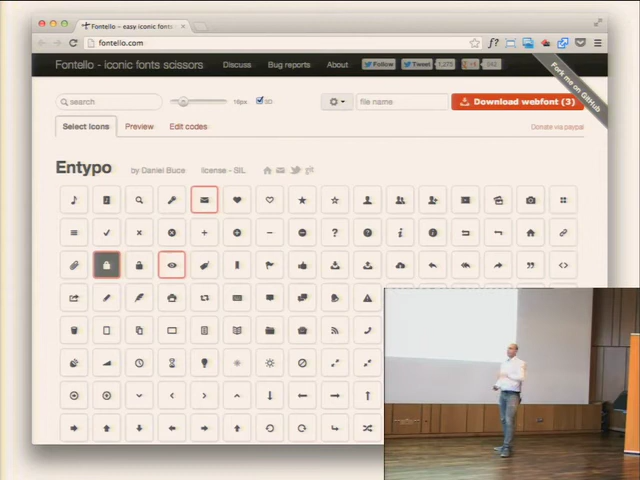 Fontello – easy iconic fonts
fontello.com
Fontello - iconic fonts scissors
Discuss
Bug reports
About
Follow
Tweet
Fork me on GitHub
search
16px
3D
file name
Download webfont (3)
Select Icons
Preview
Edit codes
Donate via paypal
Entypo
by Daniel Buce
license - SIL